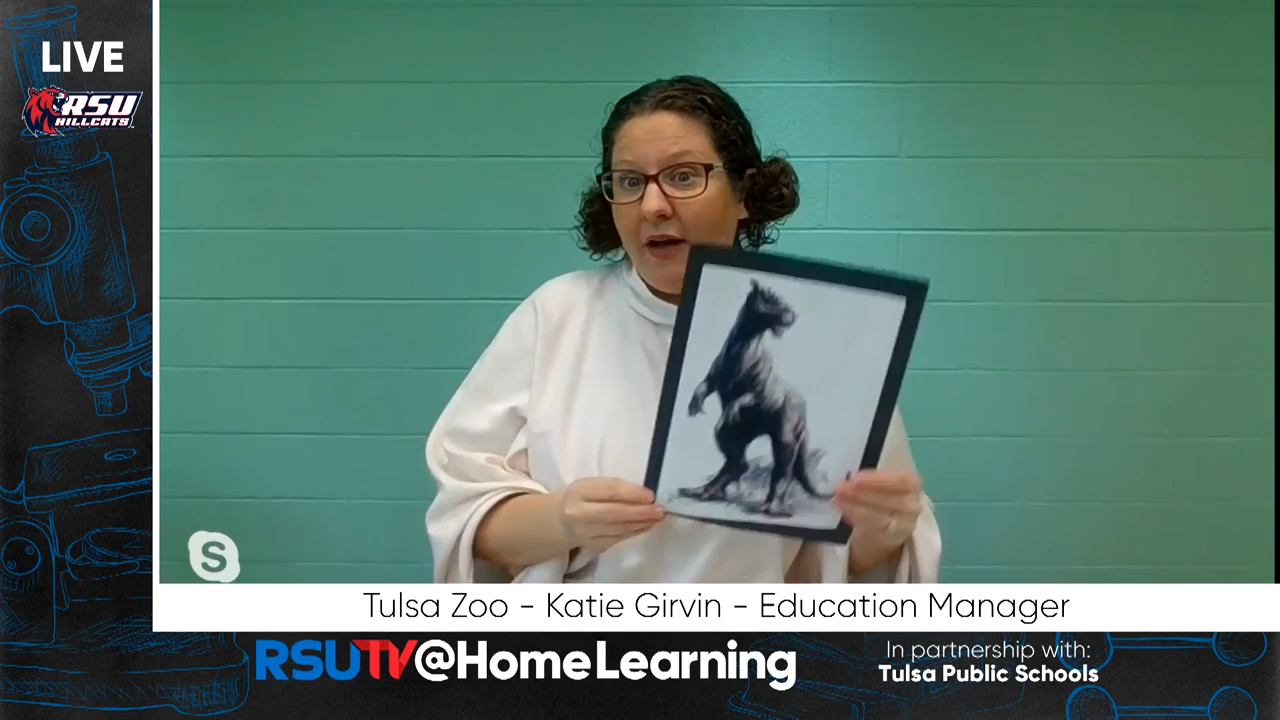 LIVE
RSU
HILLCATS
S
Tulsa Zoo - Katie Girvin - Education Manager
RSUTV@HomeLearning
In partnership with:
Tulsa Public Schools